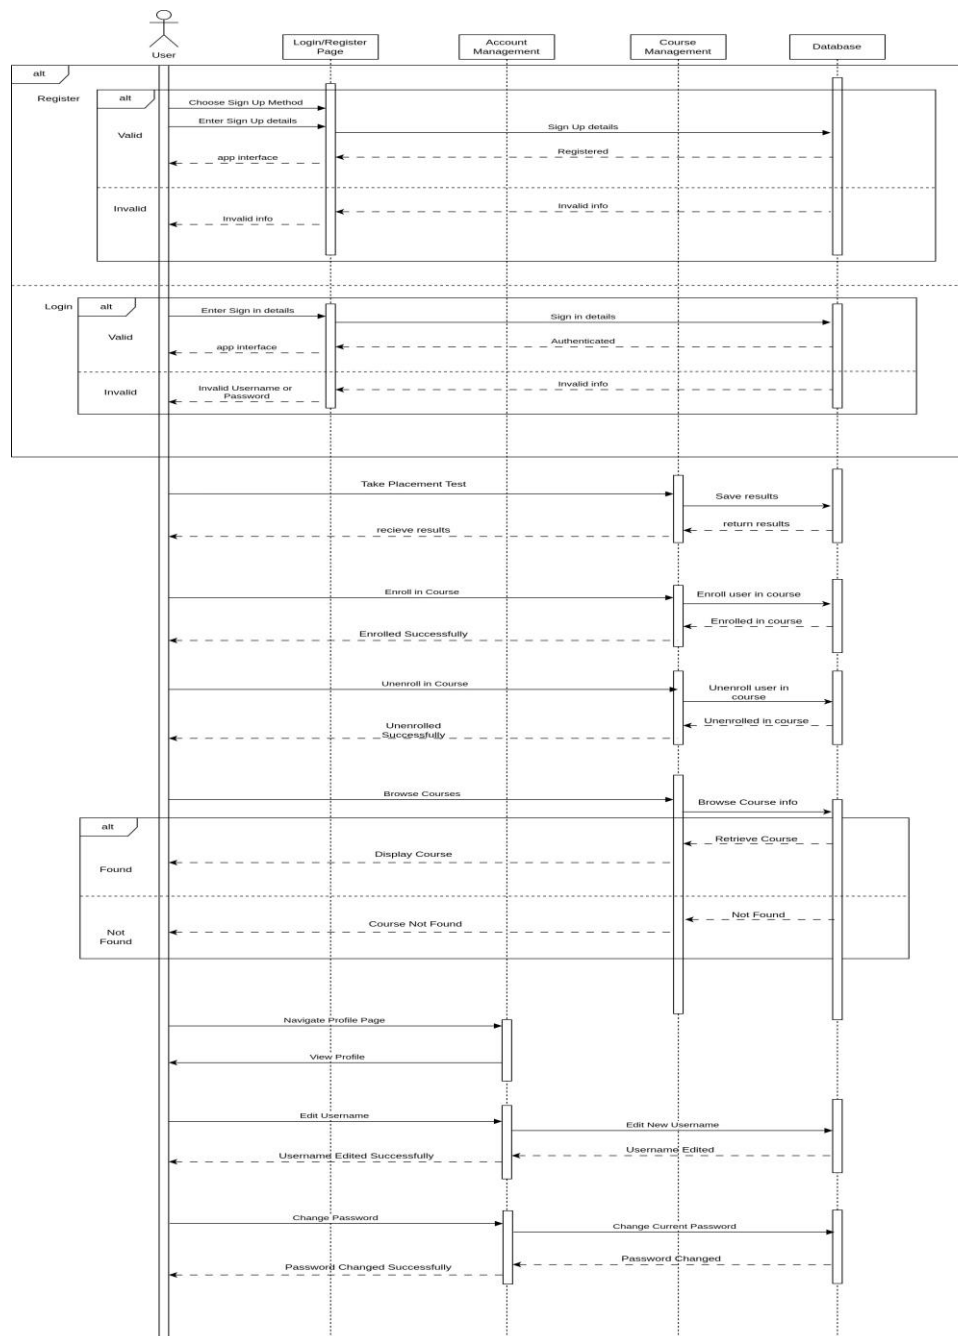 User
Login/Register
Page
Account
Management
Course
Management
Database
alt
Register
alt
Choose Sign Up Method
Enter Sign Up details
Valid
Sign Up details
Registered
app interface
Invalid
Invalid info
Invalid info
Login
alt
Enter Sign in details
Sign in details
Valid
Authenticated
app interface
Invalid
Invalid Username or
Password
Invalid info
Take Placement Test
Save results
return results
recieve results
Enroll in Course
Enroll user in course
Enrolled in course
Enrolled Successfully
Unenroll in Course
Unenroll user in
course
Unenrolled in course
Unenrolled
Successfully
Browse Courses
Browse Course info
alt
Retrieve Course
Display Course
Found
Not Found
Course Not Found
Not
Found
Navigate Profile Page
View Profile
Edit Username
Edit New Username
Username Edited
Username Edited Successfully
Change Password
Change Current Password
Password Changed
Password Changed Successfully